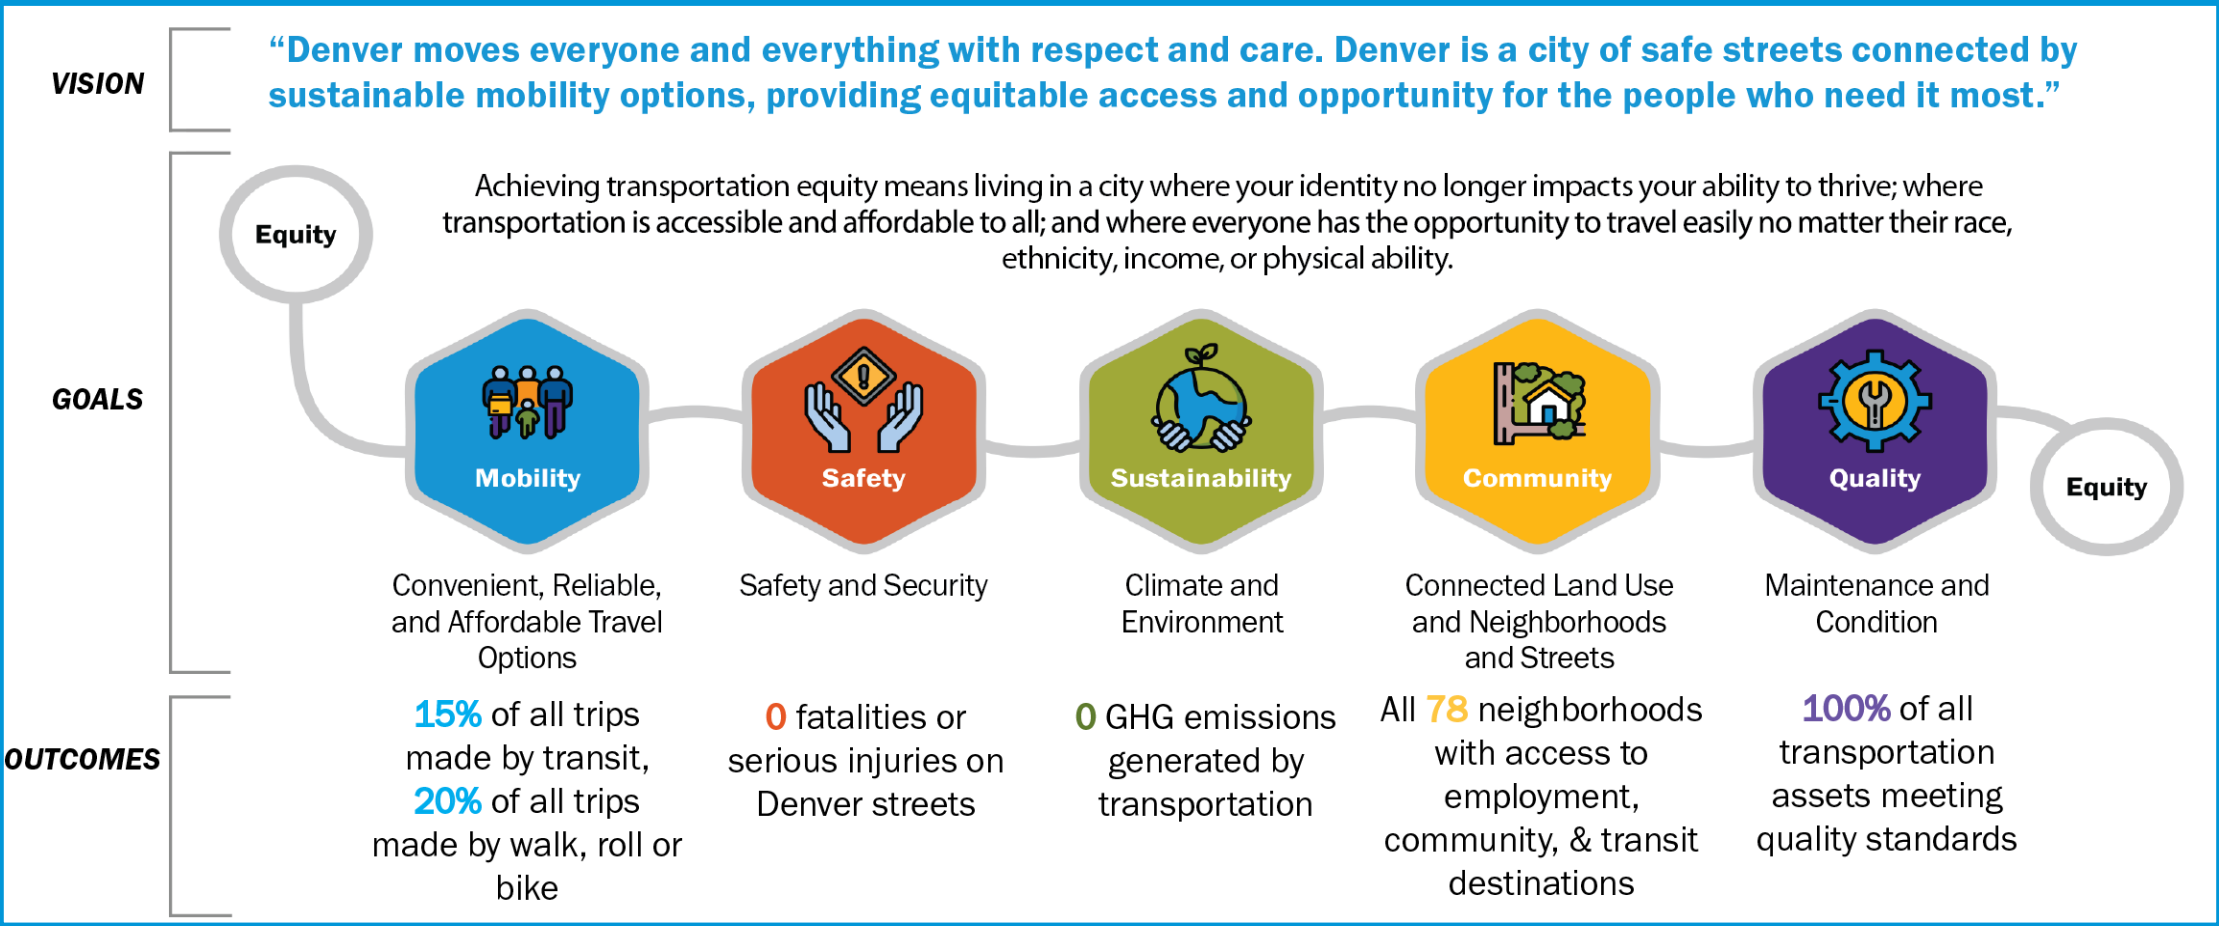 VISION
“Denver moves everyone and everything with respect and care. Denver is a city of safe streets connected by
sustainable mobility options, providing equitable access and opportunity for the people who need it most.”
GOALS
Equity
Achieving transportation equity means living in a city where your identity no longer impacts your ability to thrive; where
transportation is accessible and affordable to all; and where everyone has the opportunity to travel easily no matter their race,
ethnicity, income, or physical ability.
Mobility
Safety
Sustainability
Community
Quality
Equity
Convenient, Reliable,
and Affordable Travel
Options
Safety and Security
Climate and
Environment
Connected Land Use
and Neighborhoods
and Streets
Maintenance and
Condition
OUTCOMES
15% of all trips
made by transit,
20% of all trips
made by walk, roll or
bike
0 fatalities or
serious injuries on
Denver streets
0 GHG emissions
generated by
transportation
All 78 neighborhoods
with access to
employment,
community, & transit
destinations
100% of all
transportation
assets meeting
quality standards